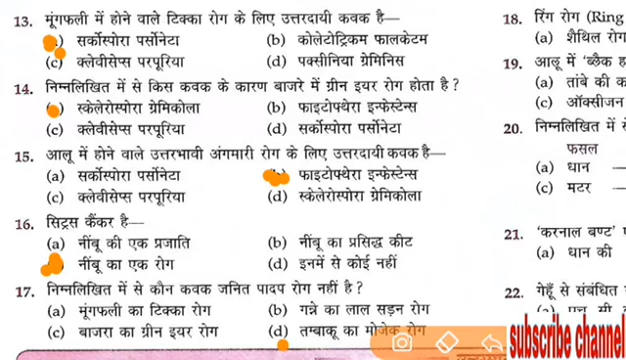 13. मूंगफली में होने वाले टिक्का रोग के लिए उत्तरदायी कवक है—
सर्कोस्पोरा पर्सोनेटा (b) कोलेटोट्रिकम फालकेटम
(c) क्लेवीसेप्स परपूरिया (d) पक्सीनिया ग्रेमिनिस
14. निम्नलिखित में से किस कवक के कारण बाजरे में ग्रीन इयर रोग होता है ?
स्केलेरोस्पोरा ग्रेमिकोला (b) फाइटोफ्थेरा इन्फेस्टेन्स
(c) क्लेवीसेप्स परपूरिया (d) सर्कोस्पोरा पर्सोनेटा
15. आलू में होने वाले उत्तरभावी अंगमारी रोग के लिए उत्तरदायी कवक है—
(a) सर्कोस्पोरा पर्सोनेटा फाइटोफ्थेरा इन्फेस्टेन्स
(c) क्लेवीसेप्स परपूरिया (d) स्केलेरोस्पोरा ग्रेमिकोला
16. सिट्रस कैंकर है—
(a) नींबू की एक प्रजाति (b) नींबू का प्रसिद्ध कीट
नींबू का एक रोग (d) इनमें से कोई नहीं
17. निम्नलिखित में से कौन कवक जनित पादप रोग नहीं है ?
(a) मूंगफली का टिक्का रोग (b) गन्ने का लाल सड़न रोग
(c) बाजरा का ग्रीन इयर रोग (d) तम्बाकू का मोजेक रोग
18. रिंग रोग (Ring
(a) शैथिल रोग
19. आलू में 'ब्लैक ह
(a) तांबे की क
(c) ऑक्सीजन
20. निम्नलिखित में
फसल
(a) धान —
(c) मटर —
21. 'करनाल बण्ट'
(a) धान की
22. गेहूँ से संबंधित
subscribe channel